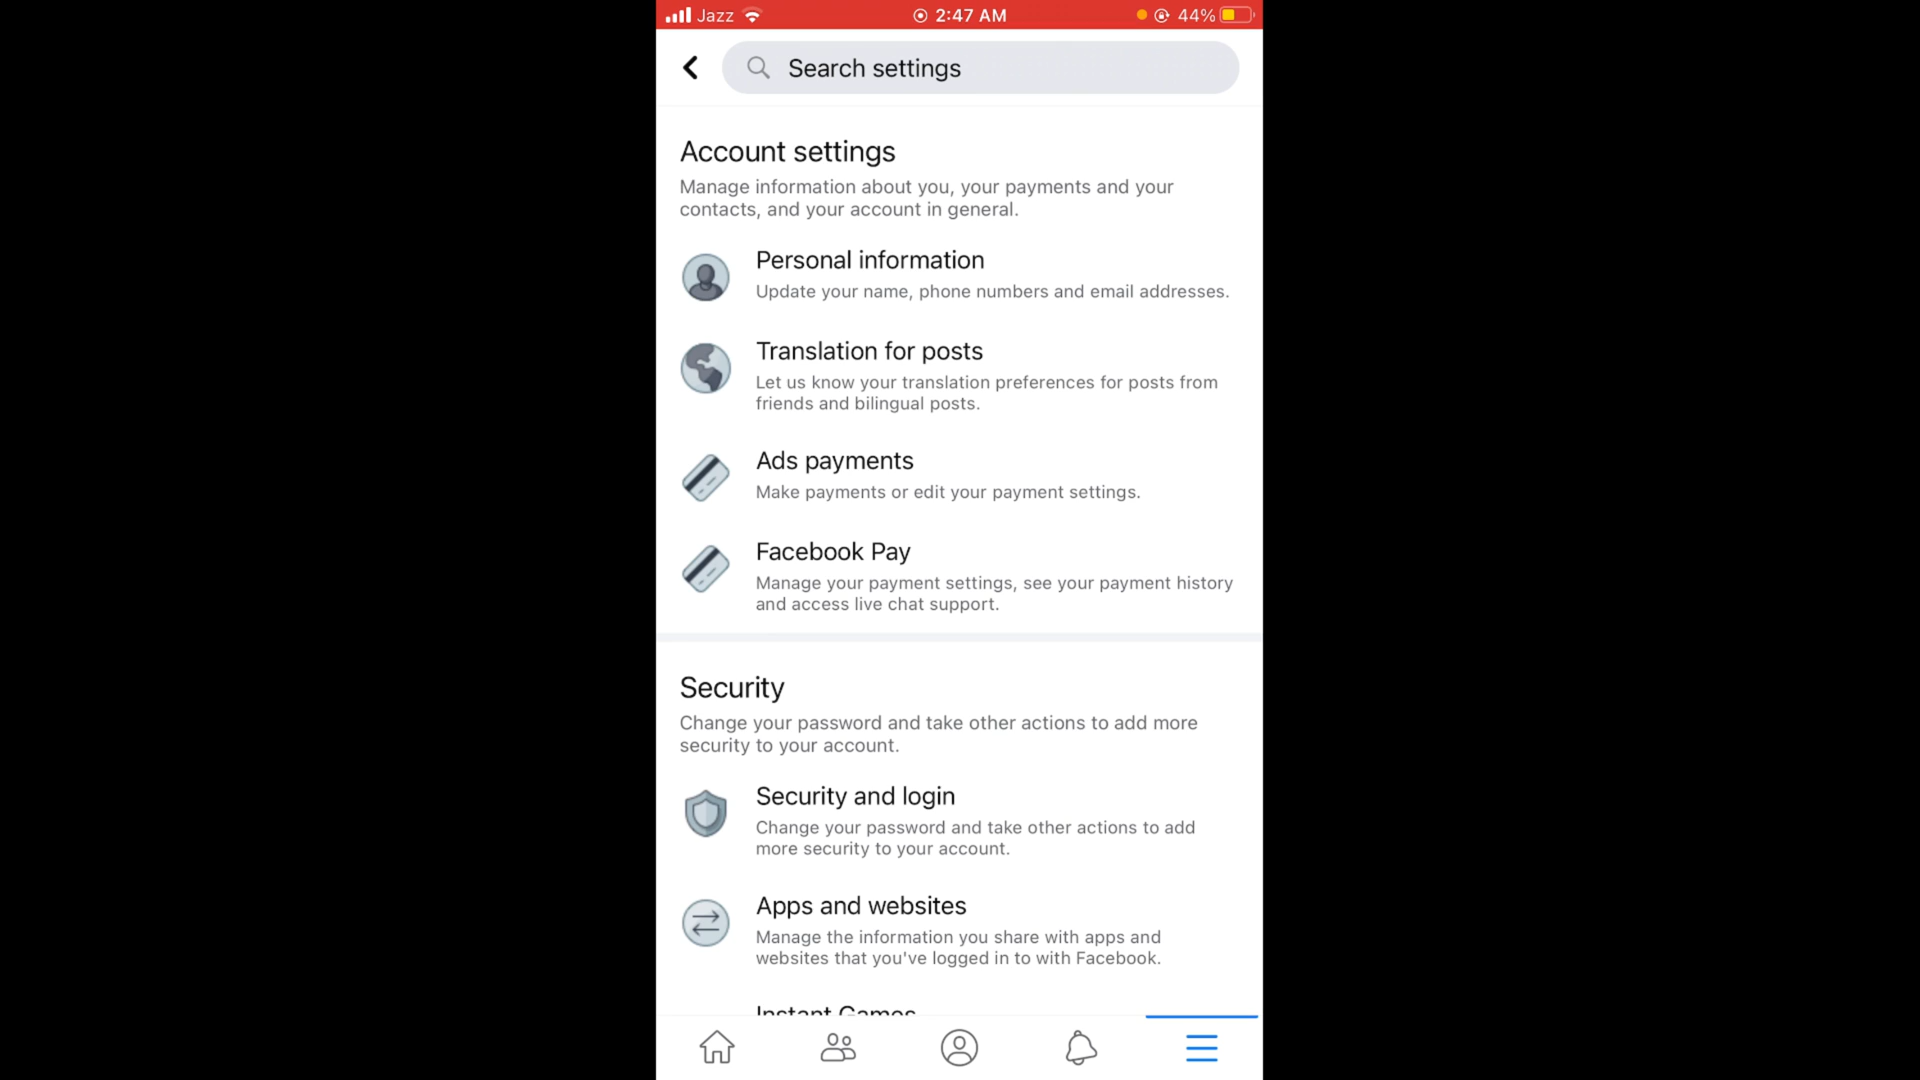 Jazz 2:47 AM 44%
Search settings
Account settings
Manage information about you, your payments and your
contacts, and your account in general.
Personal information
Update your name, phone numbers and email addresses.
Translation for posts
Let us know your translation preferences for posts from
friends and bilingual posts.
Ads payments
Make payments or edit your payment settings.
Facebook Pay
Manage your payment settings, see your payment history
and access live chat support.
Security
Change your password and take other actions to add more
security to your account.
Security and login
Change your password and take other actions to add
more security to your account.
Apps and websites
Manage the information you share with apps and
websites that you've logged in to with Facebook.
Instant Games